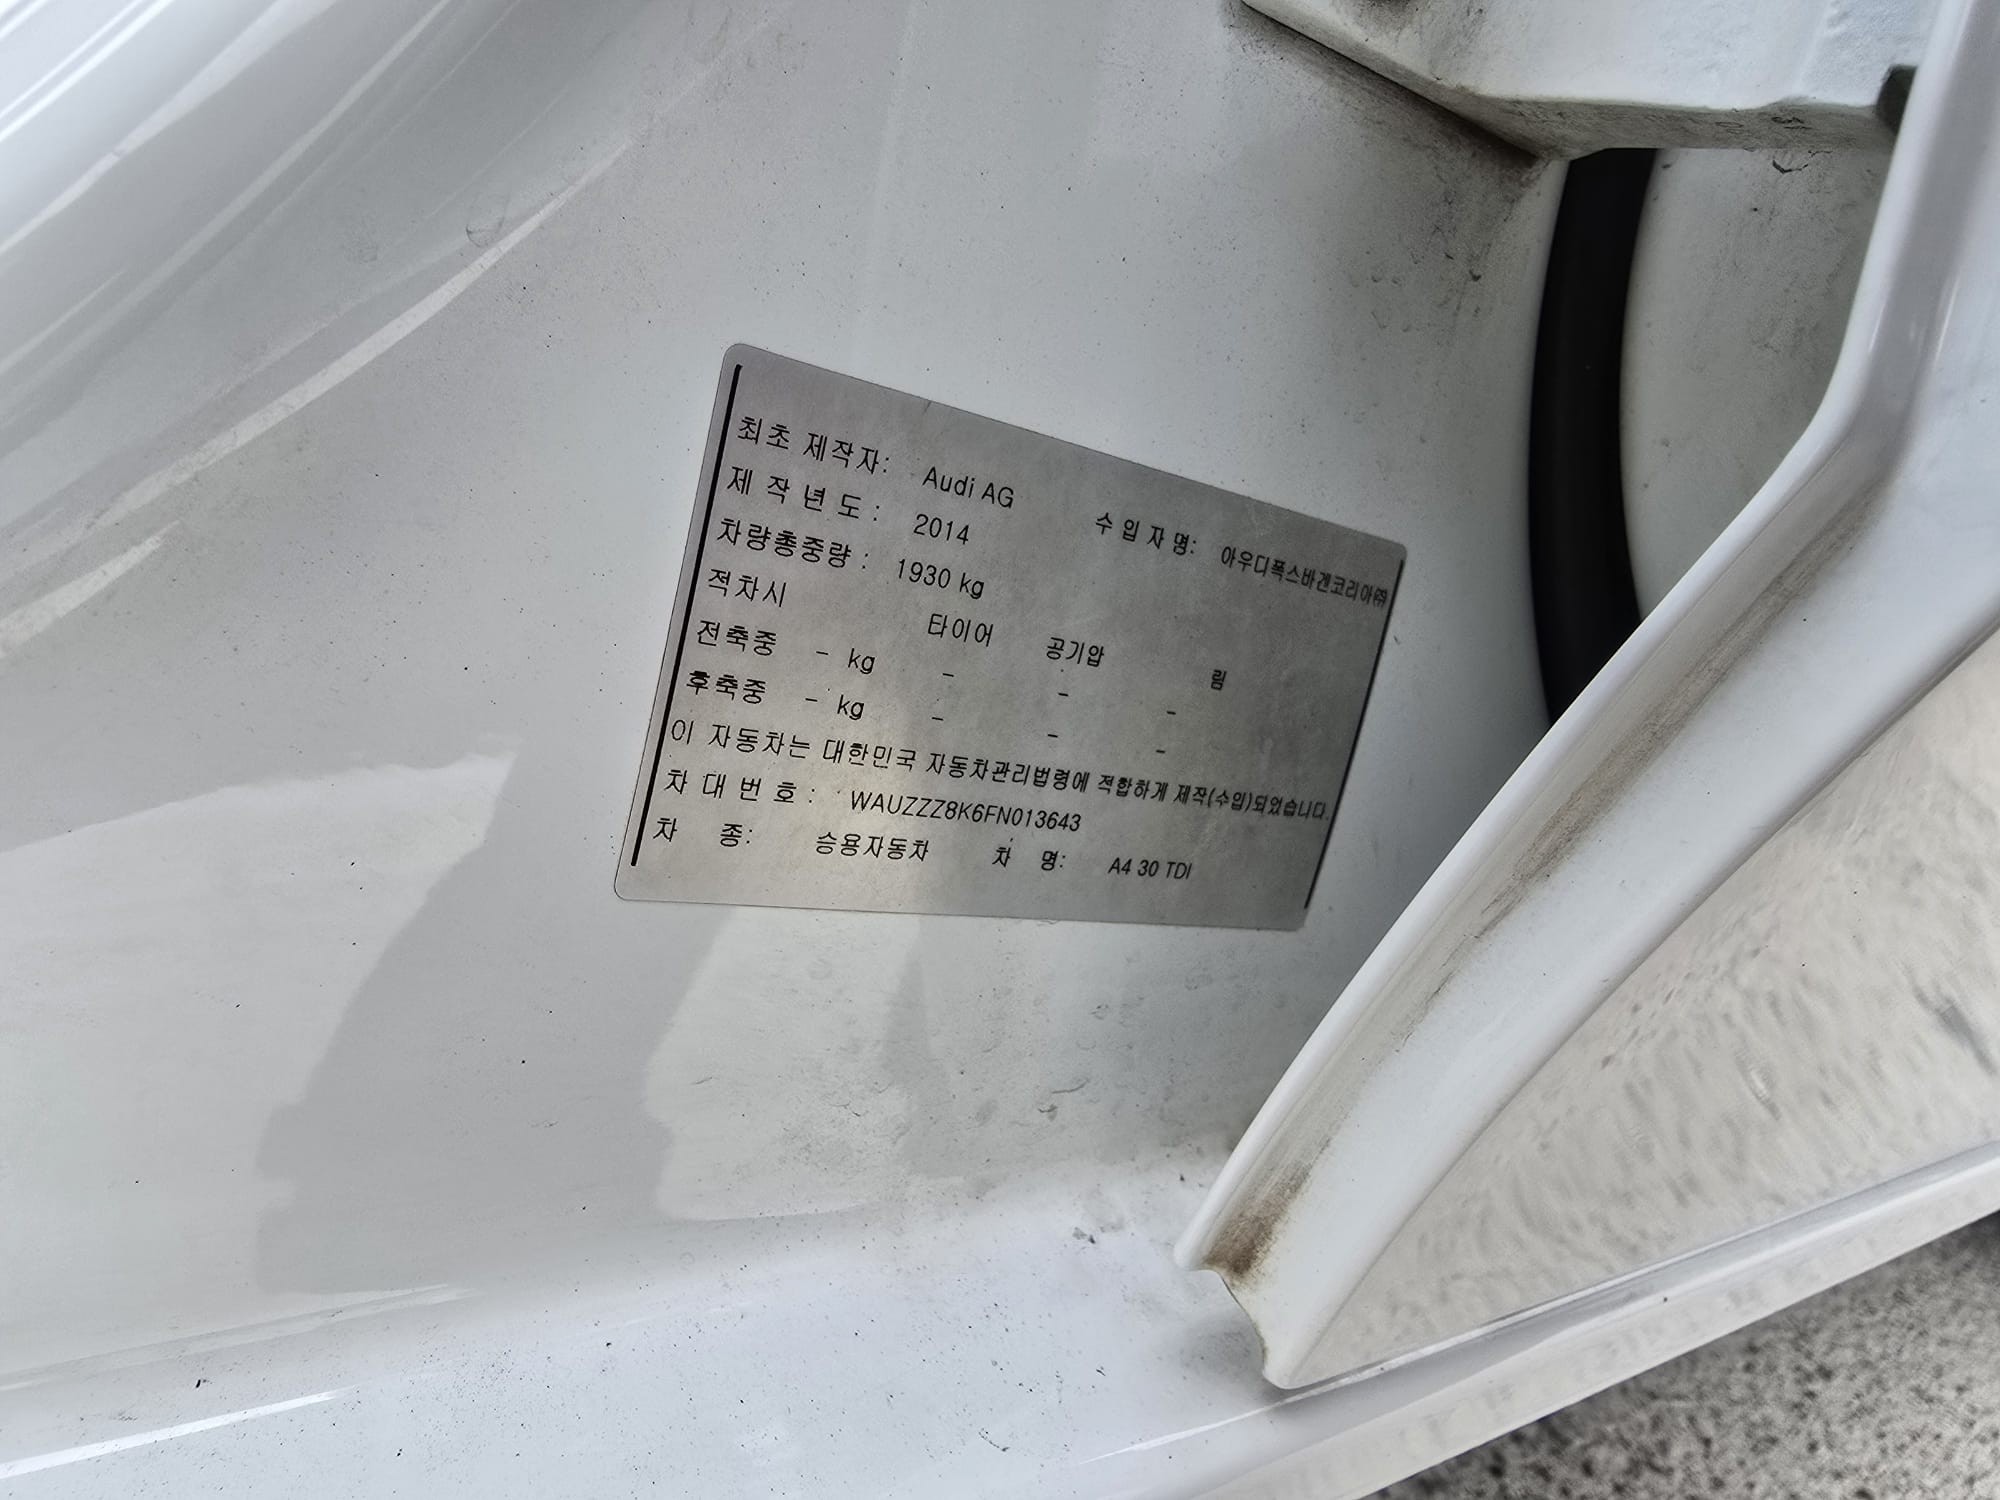 최초 제작자: Audi AG 수 입 자 명: 아우디폭스바겐코리아㈜
제 작 년 도 : 2014
차량총중량 : 1930 kg
적차시 타이어 공기압 림
전축중 - kg - - -
후축중 - kg - - -
이 자동차는 대한민국 자동차관리법령에 적합하게 제작(수입)되었습니다.
차 대 번 호 : WAUZZZ8K6FN013643
차 종: 승용자동차 차 명: A4 30 TDI